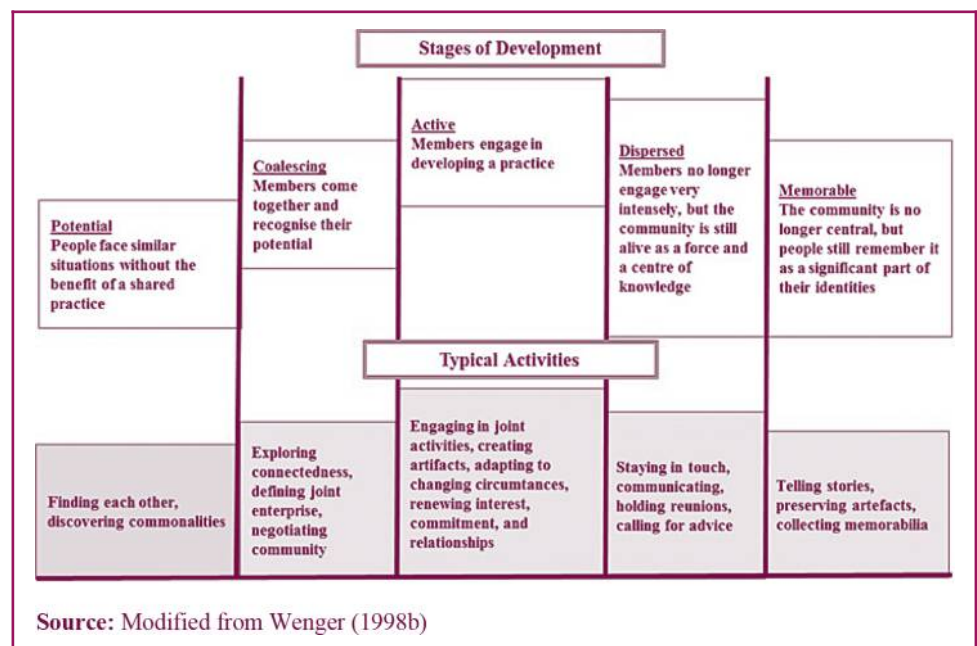 Stages of Development
Potential
People face similar
situations without the
benefit of a shared
practice
Coalescing
Members come
together and
recognise their
potential
Active
Members engage in
developing a practice
Dispersed
Members no longer
engage very
intensely, but the
community is still
alive as a force and
a centre of
knowledge
Memorable
The community is no
longer central, but
people still remember it
as a significant part of
their identities
Typical Activities
Finding each other,
discovering commonalities
Exploring
connectedness,
defining joint
enterprise,
negotiating
community
Engaging in joint
activities, creating
artifacts, adapting to
changing circumtances,
renewing interest,
commitment, and
relationships
Staying in touch,
communicating,
holding reunions,
calling for advice
Telling stories,
preserving artefacts,
collecting memorabilia
Source: Modified from Wenger (1998b)